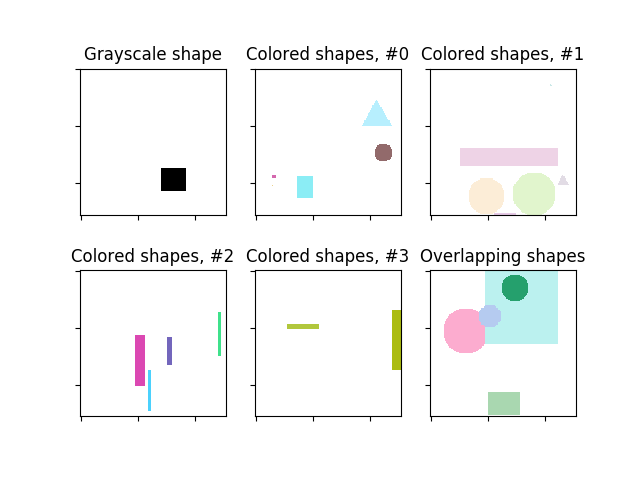 Grayscale shape
Colored shapes, #0
Colored shapes, #1
Colored shapes, #2
Colored shapes, #3
Overlapping shapes